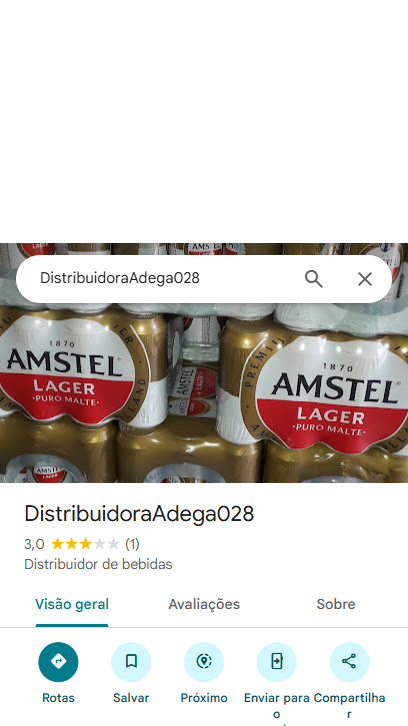 AMSTEL
DistribuidoraAdega028
1870
AMSTEL
LAGER
•PURO MALTE•
1870
AMSTEL
LAGER
•PURO MALTE•
DistribuidoraAdega028
3,0 (1)
Distribuidor de bebidas
Visão geral Avaliações Sobre
Rotas Salvar Próximo Enviar para o Compartilhar